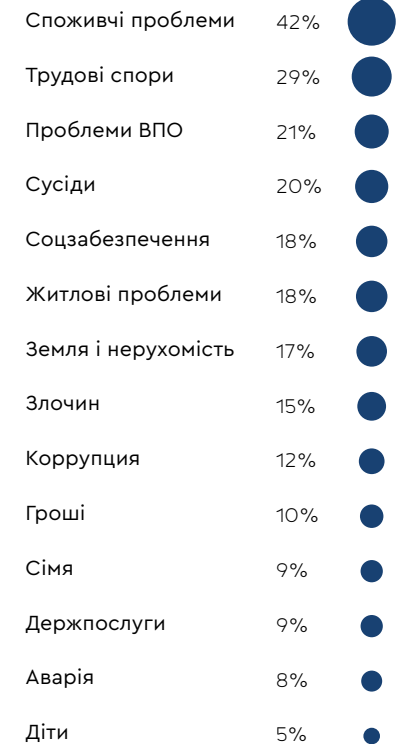 Споживчі проблеми 42%
Трудові спори 29%
Проблеми ВПО 21%
Сусіди 20%
Соцзабезпечення 18%
Житлові проблеми 18%
Земля і нерухомість 17%
Злочин 15%
Коррупция 12%
Гроші 10%
Сімя 9%
Держпослуги 9%
Аварія 8%
Діти 5%